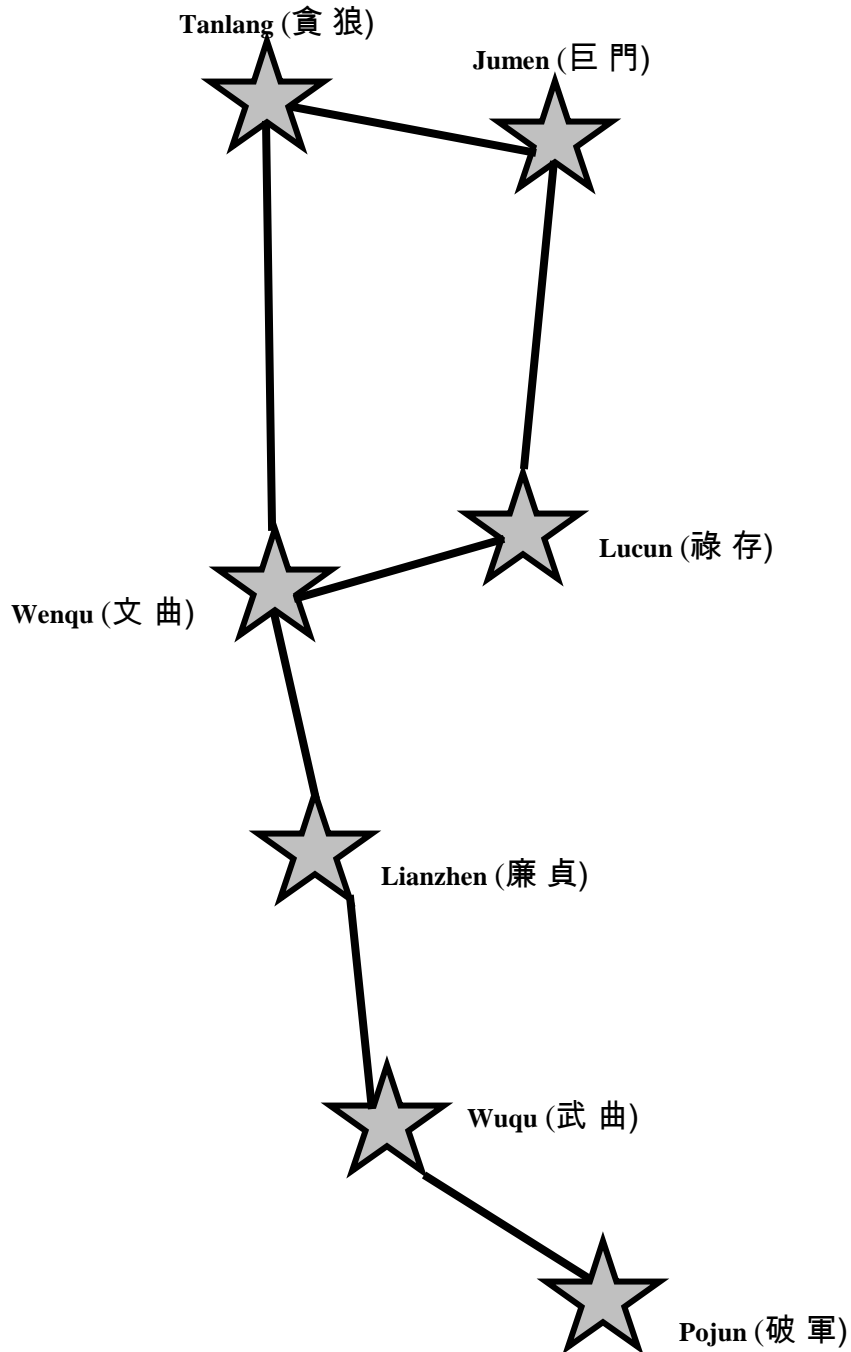 Tanlang (貪 狼)
Jumen (巨 門)
Lucun (祿 存)
Wenqu (文 曲)
Lianzhen (廉 貞)
Wuqu (武 曲)
Pojun (破 軍)